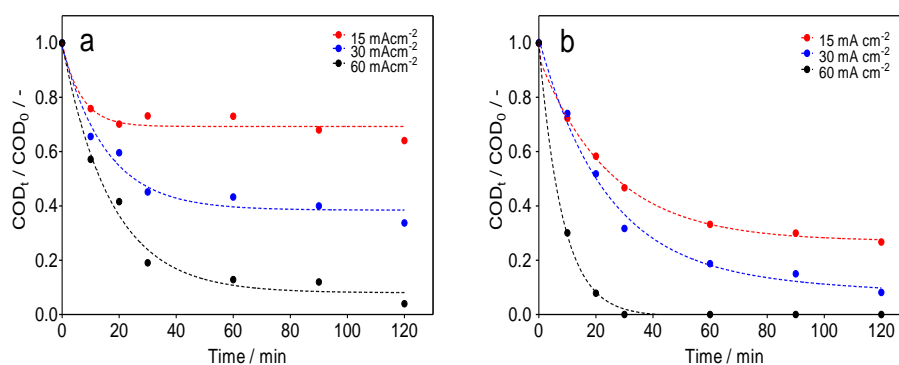 a
15 mAcm-2
30 mAcm-2
60 mAcm-2
1.0
0.8
0.6
0.4
0.2
0.0
CODt / COD0 / -
0 20 40 60 80 100 120
Time / min
b
15 mA cm-2
30 mA cm-2
60 mA cm-2
1.0
0.8
0.6
0.4
0.2
0.0
CODt / COD0 / -
0 20 40 60 80 100 120
Time / min